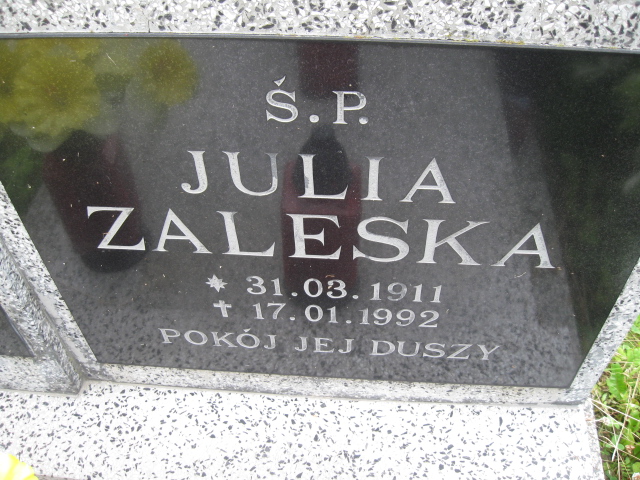 Ś.P.
JULIA
ZALESKA
* 31.03.1911
† 17.01.1992
POKÓJ JEJ DUSZY